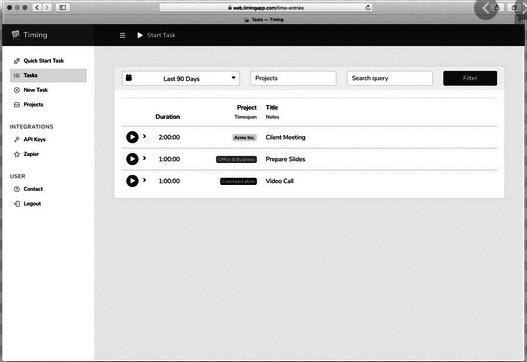 web.timingapp.com/time-entries
Tasks — Timing
Timing
Start Task
Quick Start Task
Tasks
New Task
Projects
INTEGRATIONS
API Keys
Zapier
USER
Contact
Logout
Last 90 Days
Projects
Search query
Filter
Duration
Project
Timespan
Title
Notes
2:00:00 Acme Inc. Client Meeting
1:00:00 Office & Business Prepare Slides
1:00:00 Communication Video Call